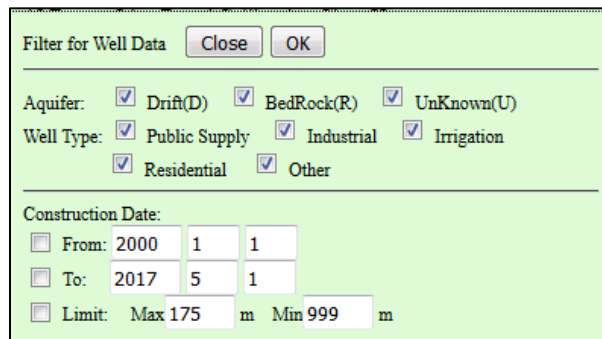 Filter for Well Data Close OK
Aquifer: Drift(D) BedRock(R) UnKnown(U)
Well Type: Public Supply Industrial Irrigation
Residential Other
Construction Date:
From: 2000 1 1
To: 2017 5 1
Limit: Max 175 m Min 999 m